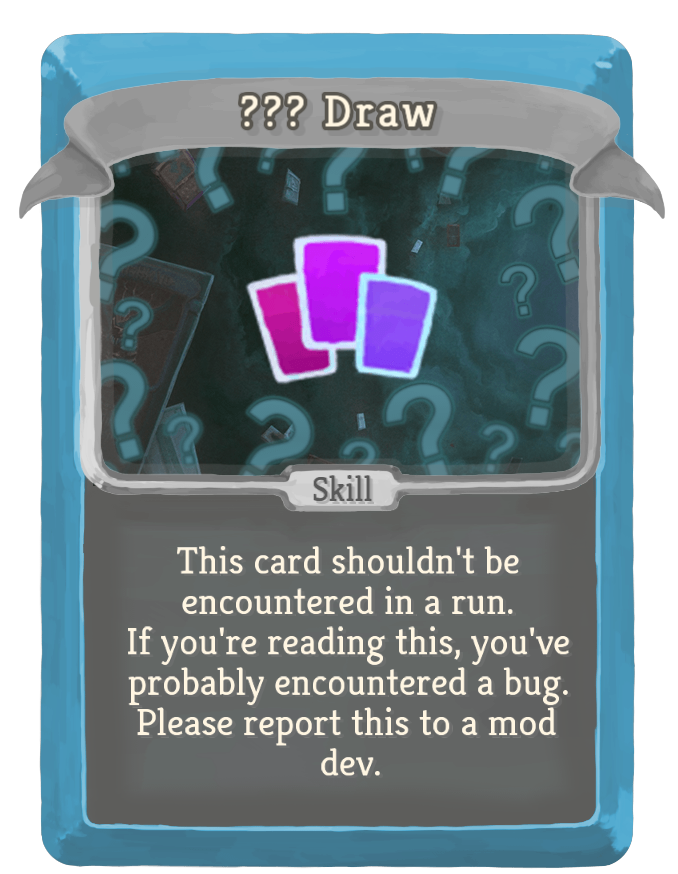 ??? Draw
Skill
This card shouldn't be
encountered in a run.
If you're reading this, you've
probably encountered a bug.
Please report this to a mod
dev.